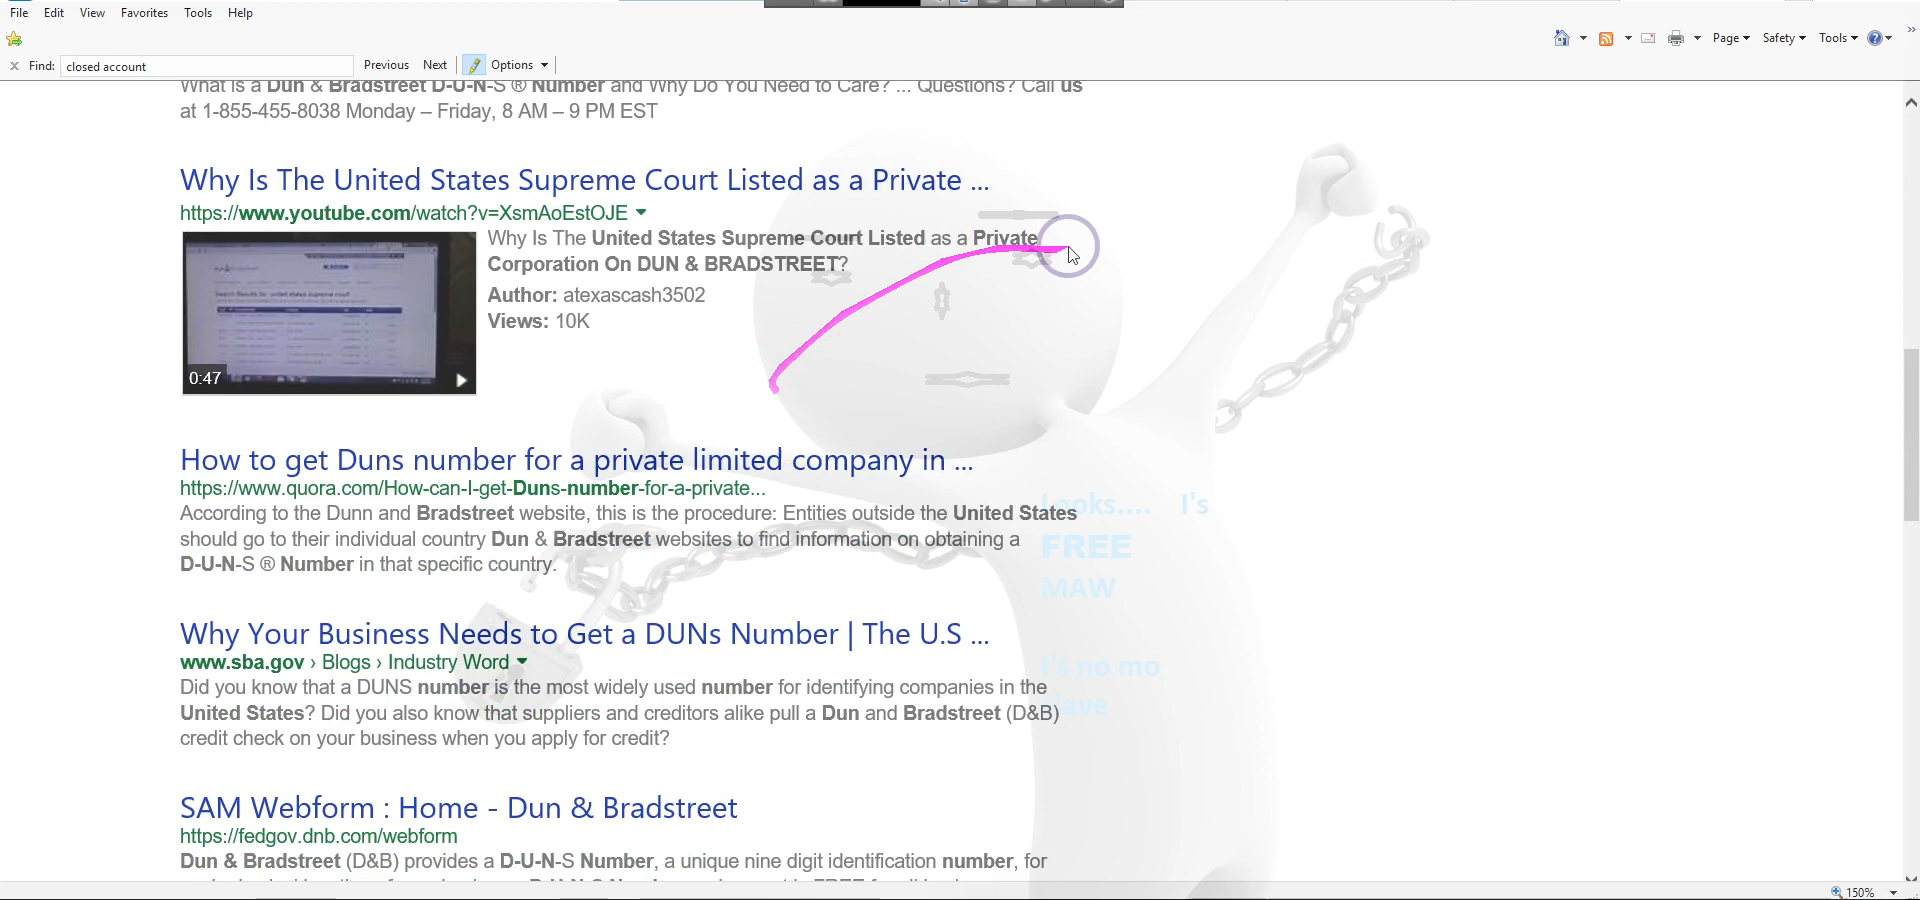 File Edit View Favorites Tools Help
Page Safety Tools
Find: closed account Previous Next Options
What is a Dun & Bradstreet D-U-N-S ® Number and Why Do You Need to Care? ... Questions? Call us
at 1-855-455-8038 Monday – Friday, 8 AM – 9 PM EST
Why Is The United States Supreme Court Listed as a Private ...
https://www.youtube.com/watch?v=XsmAoEstOJE
Why Is The United States Supreme Court Listed as a Private
Corporation On DUN & BRADSTREET?
Author: atexascash3502
Views: 10K
0:47
How to get Duns number for a private limited company in ...
https://www.quora.com/How-can-I-get-Duns-number-for-a-private...
According to the Dunn and Bradstreet website, this is the procedure: Entities outside the United States
should go to their individual country Dun & Bradstreet websites to find information on obtaining a
D-U-N-S ® Number in that specific country.
Looks.... I's
FREE
MAW
I's no mo
Why Your Business Needs to Get a DUNs Number | The U.S ...
www.sba.gov › Blogs › Industry Word
Did you know that a DUNS number is the most widely used number for identifying companies in the
United States? Did you also know that suppliers and creditors alike pull a Dun and Bradstreet (D&B)
credit check on your business when you apply for credit?
SAM Webform : Home - Dun & Bradstreet
https://fedgov.dnb.com/webform
Dun & Bradstreet (D&B) provides a D-U-N-S Number, a unique nine digit identification number, for
150%